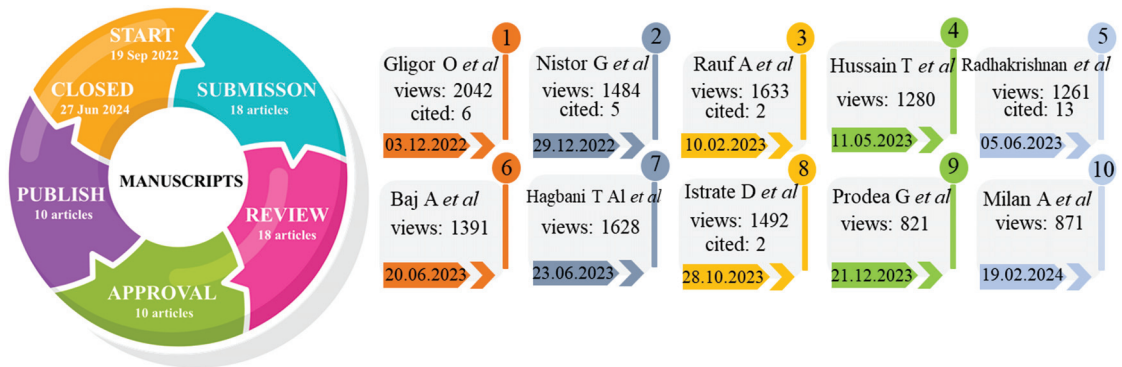 START
19 Sep 2022
CLOSED
27 Jun 2024
SUBMISSON
18 articles
REVIEW
18 articles
APPROVAL
10 articles
PUBLISH
10 articles
MANUSCRIPTS
1
Gligor O et al
views: 2042
cited: 6
03.12.2022
2
Nistor G et al
views: 1484
cited: 5
29.12.2022
3
Rauf A et al
views: 1633
cited: 2
10.02.2023
4
Hussain T et al
views: 1280
11.05.2023
5
Radhakrishnan et al
views: 1261
cited: 13
05.06.2023
6
Baj A et al
views: 1391
20.06.2023
7
Hagbani T Al et al
views: 1628
23.06.2023
8
Istrate D et al
views: 1492
cited: 2
28.10.2023
9
Prodea G et al
views: 821
21.12.2023
10
Milan A et al
views: 871
19.02.2024